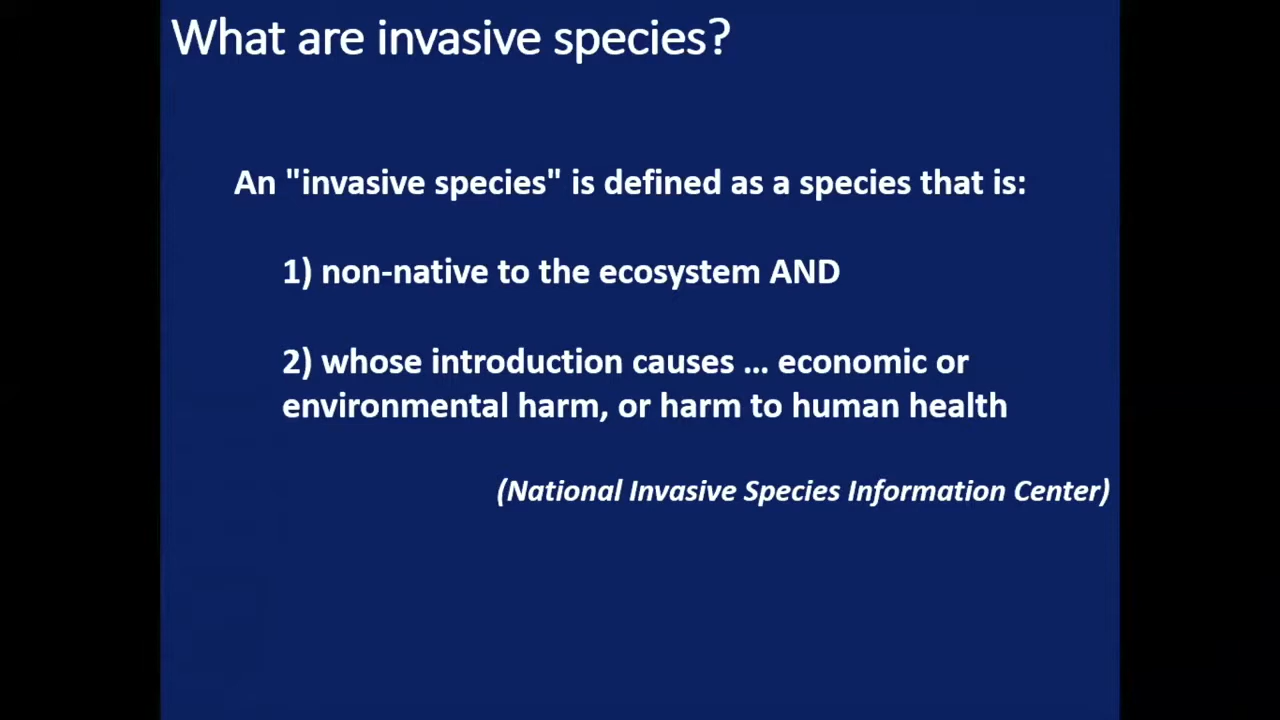 What are invasive species?
An "invasive species" is defined as a species that is:
1) non-native to the ecosystem AND
2) whose introduction causes ... economic or
environmental harm, or harm to human health
(National Invasive Species Information Center)